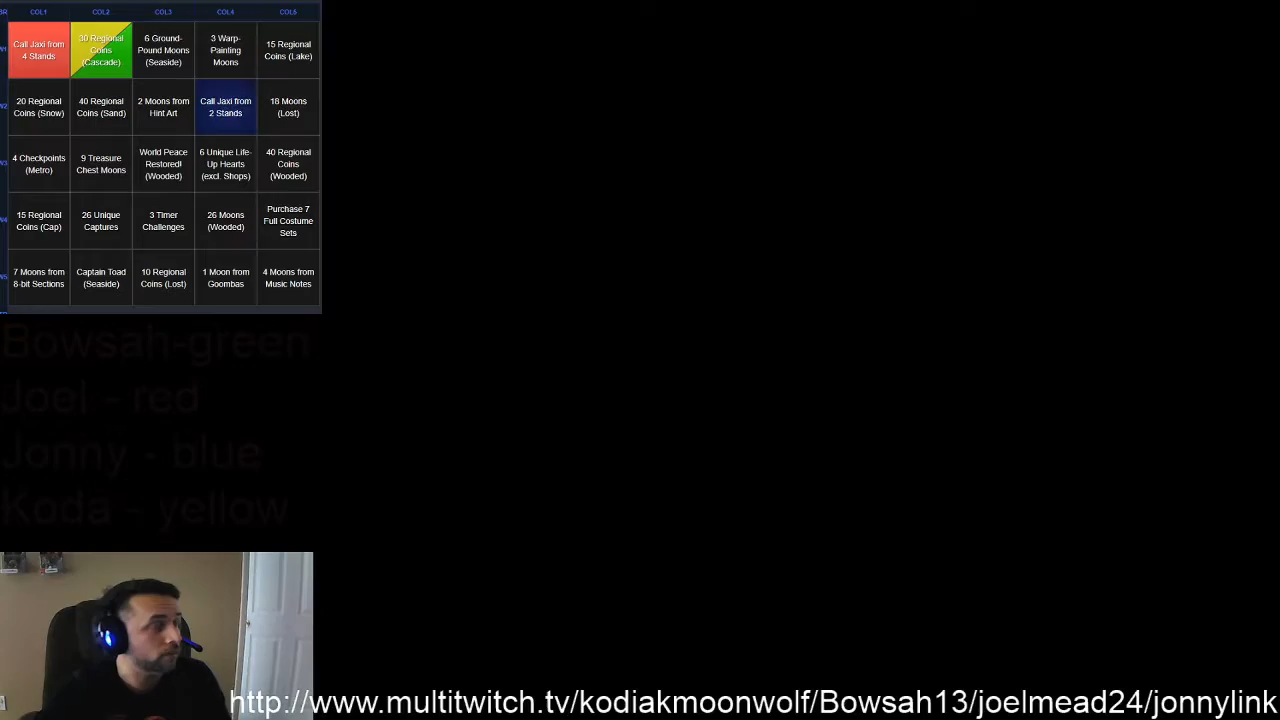 COL1 COL2 COL3 COL4 COL5
Call Jaxi from 4 Stands
30 Regional Coins (Cascade)
6 Ground-Pound Moons (Seaside)
3 Warp-Painting Moons
15 Regional Coins (Lake)
20 Regional Coins (Snow)
40 Regional Coins (Sand)
2 Moons from Hint Art
Call Jaxi from 2 Stands
18 Moons (Lost)
4 Checkpoints (Metro)
9 Treasure Chest Moons
World Peace Restored! (Wooded)
6 Unique Life-Up Hearts (excl. Shops)
40 Regional Coins (Wooded)
15 Regional Coins (Cap)
26 Unique Captures
3 Timer Challenges
26 Moons (Wooded)
Purchase 7 Full Costume Sets
7 Moons from 8-bit Sections
Captain Toad (Seaside)
10 Regional Coins (Lost)
1 Moon from Goombas
4 Moons from Music Notes
Bowsah-green
Joel - red
Jonny - blue
Koda - yellow
http://www.multitwitch.tv/kodiakmoonwolf/Bowsah13/joelmead24/jonnylink